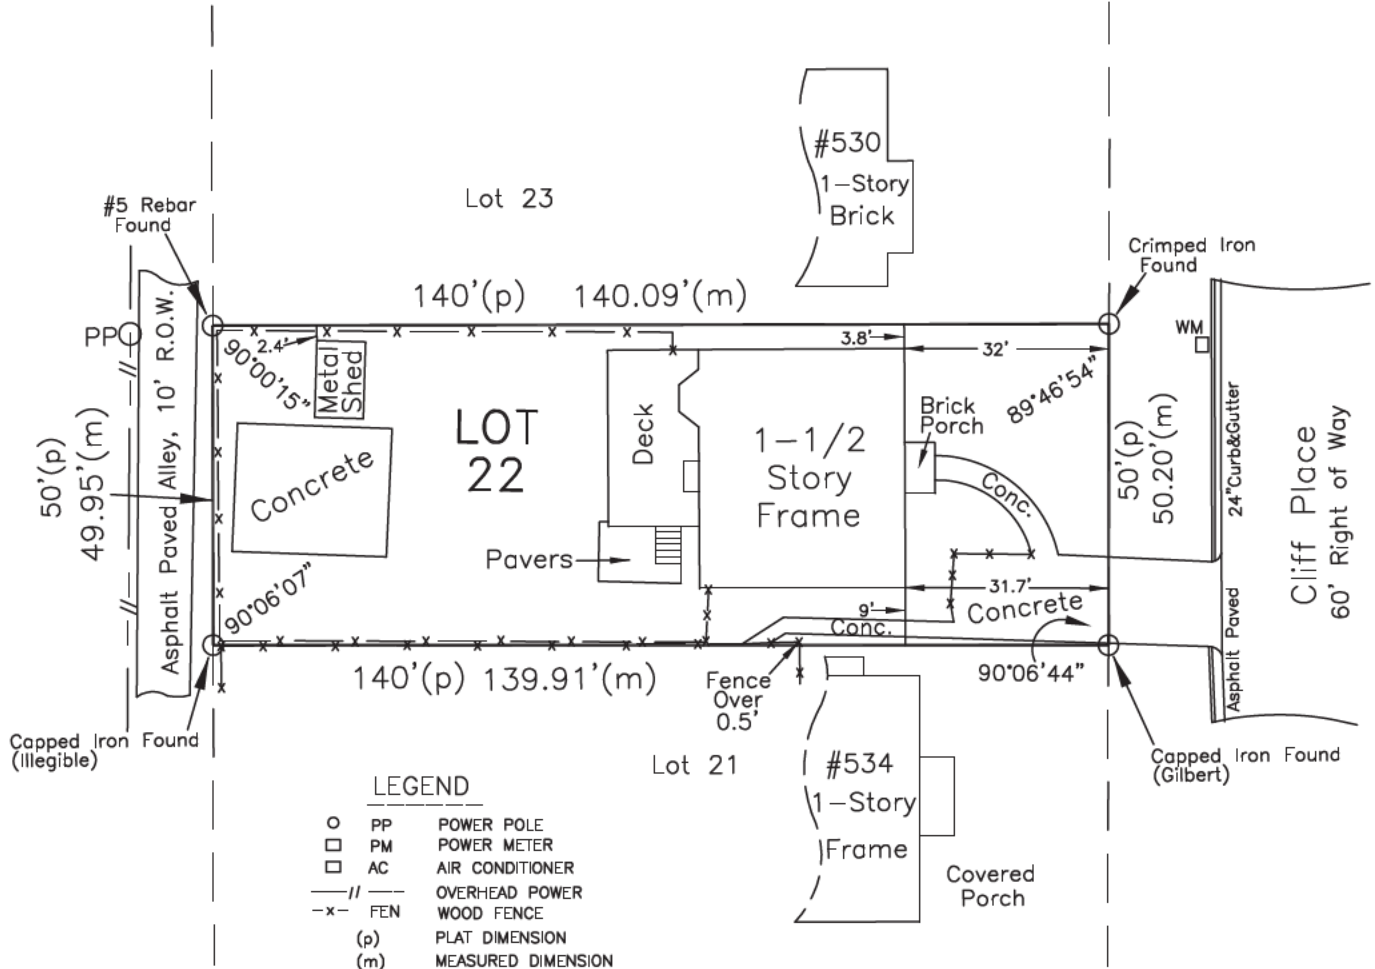 #530
1-Story
Brick
Lot 23
#5 Rebar
Found
Crimped Iron
Found
140'(p) 140.09'(m)
PP
WM
2.4'
3.8'
32'
90°00'15"
Metal
Shed
89°46'54"
Asphalt Paved Alley, 10' R.O.W.
50'(p)
49.95'(m)
LOT
22
Deck
1-1/2
Story
Frame
Brick
Porch
Conc.
50'(p)
50.20'(m)
24"Curb&Gutter
Cliff Place
60' Right of Way
Concrete
Pavers
90°06'07"
31.7'
9'
Concrete
Conc.
Asphalt Paved
140'(p) 139.91'(m)
Fence
Over
0.5'
90°06'44"
Capped Iron Found
(Illegible)
Capped Iron Found
(Gilbert)
Lot 21
#534
1-Story
Frame
Covered
Porch
LEGEND
PP POWER POLE
PM POWER METER
AC AIR CONDITIONER
// OVERHEAD POWER
-x- FEN WOOD FENCE
(p) PLAT DIMENSION
(m) MEASURED DIMENSION